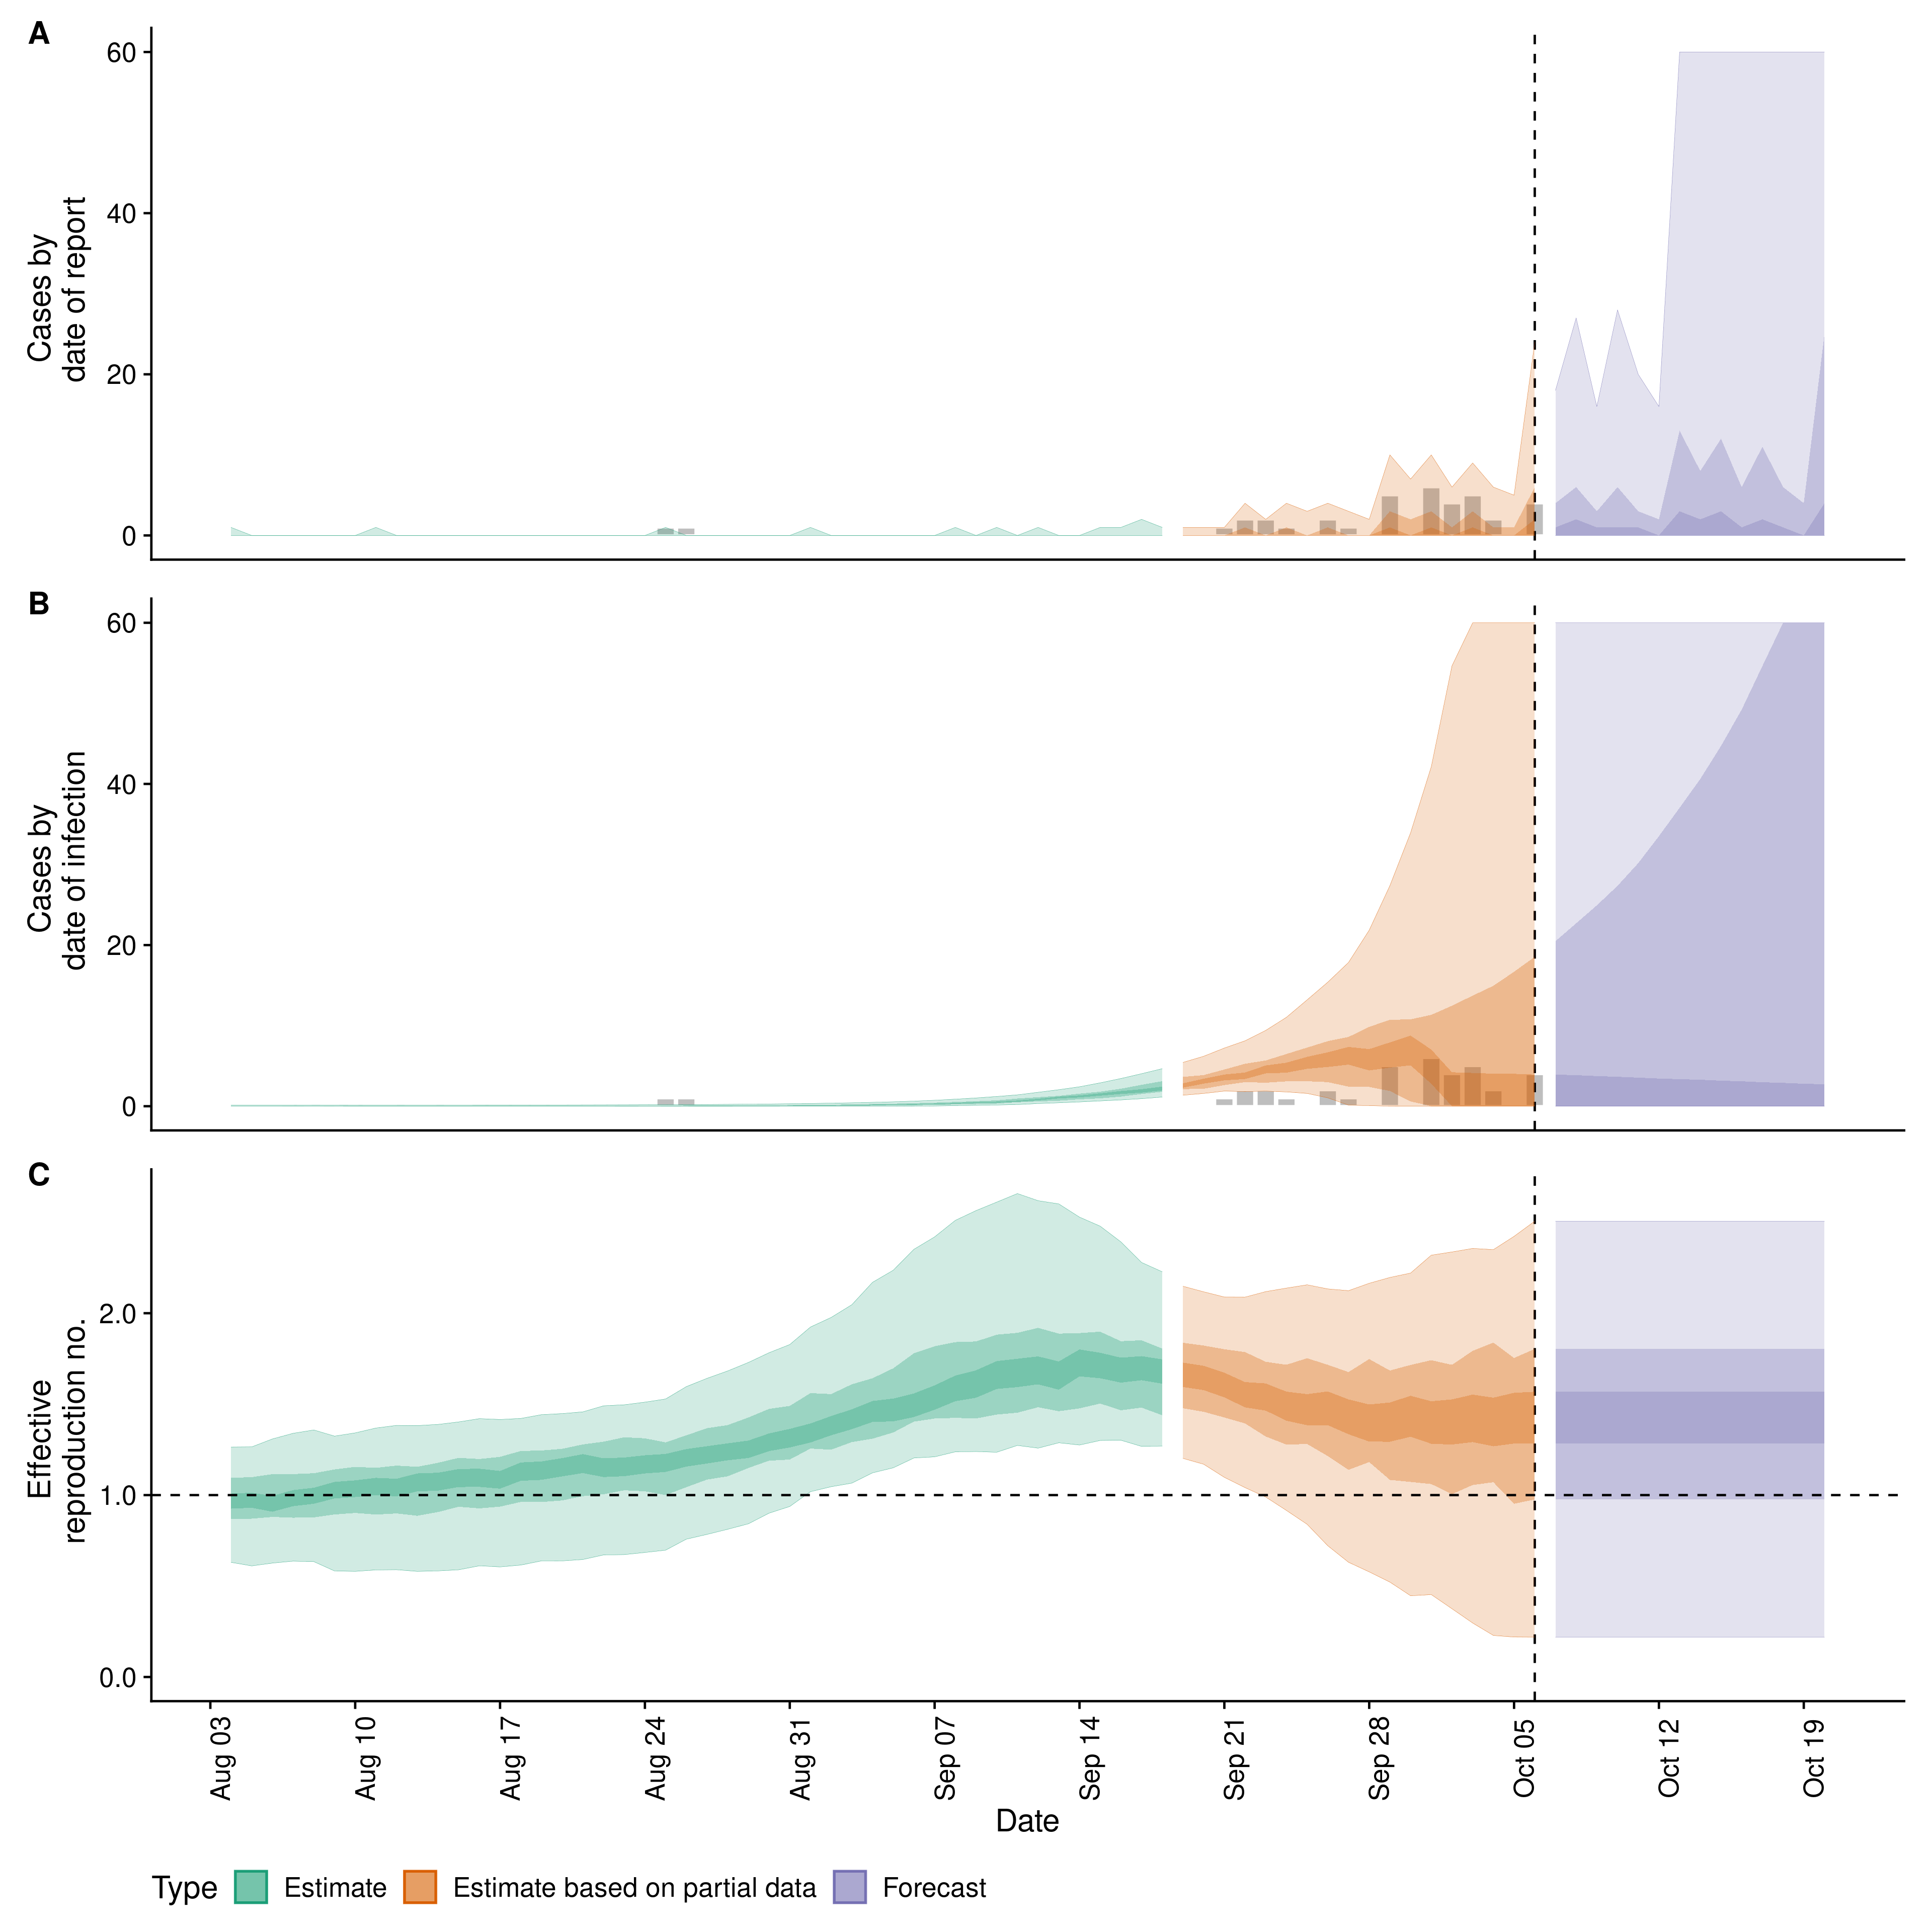 A
60
40
20
0
Cases by
date of report
B
60
40
20
0
Cases by
date of infection
C
2.0
1.0
0.0
Effective
reproduction no.
Aug 03
Aug 10
Aug 17
Aug 24
Aug 31
Sep 07
Sep 14
Sep 21
Sep 28
Oct 05
Oct 12
Oct 19
Date
Type Estimate Estimate based on partial data Forecast